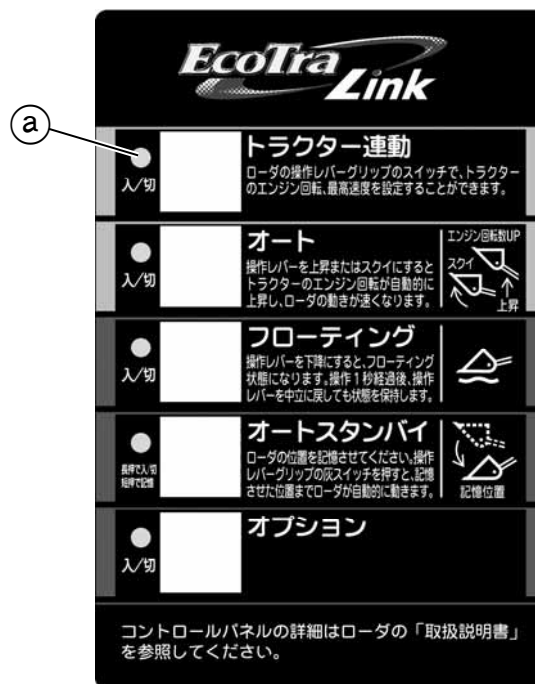 EcoTra
Link
a
トラクター連動
ローダの操作レバーグリップのスイッチで、トラクター
のエンジン回転、最高速度を設定することができます。
入/切
オート
操作レバーを上昇またはスクイにすると
トラクターのエンジン回転が自動的に
上昇し、ローダの動きが速くなります。
入/切
エンジン回転数UP
スクイ
上昇
フローティング
操作レバーを下降にすると、フローティング
状態になります。操作1秒経過後、操作
レバーを中立に戻しても状態を保持します。
入/切
オートスタンバイ
ローダの位置を記憶させてください。操作
レバーグリップの灰スイッチを押すと、記憶
させた位置までローダが自動的に動きます。
長押で入/切
短押で記憶
記憶位置
オプション
入/切
コントロールパネルの詳細はローダの「取扱説明書」
を参照してください。